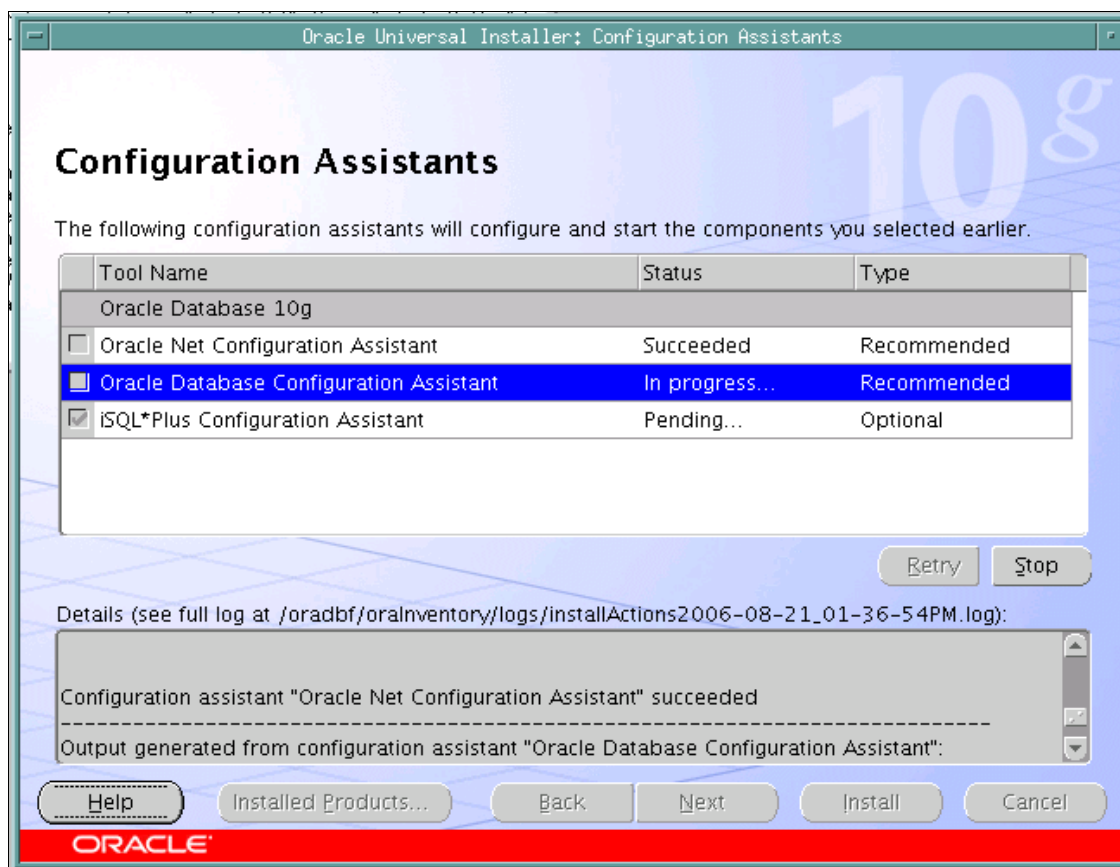 Oracle Universal Installer: Configuration Assistants
10g
Configuration Assistants
The following configuration assistants will configure and start the components you selected earlier.
Tool Name Status Type
Oracle Database 10g
Oracle Net Configuration Assistant Succeeded Recommended
Oracle Database Configuration Assistant In progress... Recommended
iSQL*Plus Configuration Assistant Pending... Optional
Retry Stop
Details (see full log at /oradbf/oraInventory/logs/installActions2006-08-21_01-36-54PM.log):
Configuration assistant "Oracle Net Configuration Assistant" succeeded
-----------------------------------------------------------------------------
Output generated from configuration assistant "Oracle Database Configuration Assistant":
Help Installed Products... Back Next Install Cancel
ORACLE